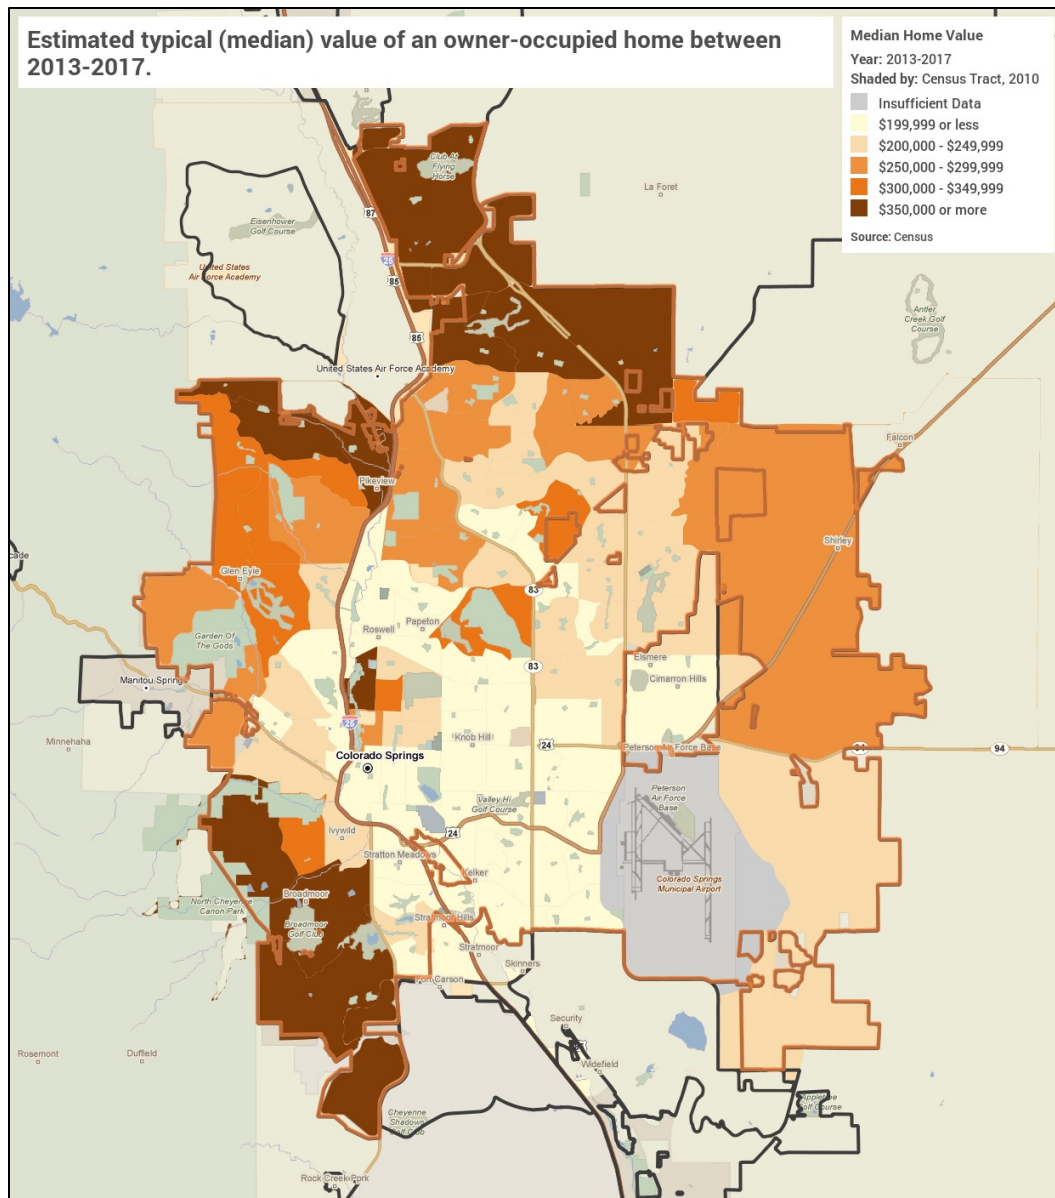 Estimated typical (median) value of an owner-occupied home between
2013-2017.
Median Home Value
Year: 2013-2017
Shaded by: Census Tract, 2010
Insufficient Data
$199,999 or less
$200,000 - $249,999
$250,000 - $299,999
$300,000 - $349,999
$350,000 or more
Source: Census
Club At
Flying
Horse
La Foret
87
Eisenhower
Golf Course
25
United States
Air Force Academy
85
Antler
Creek Golf
Course
85
United States Air Force Academy
Falcon
Pikeview
Shirley
cade
Glen Eyie
83
Roswell
Papeton
Garden Of
The Gods
Elsmere
83
Cimarron Hills
Manitou Springs
25
Minnehaha
Knob Hill
24
Peterson Air Force Base
94
Colorado Springs
Peterson
Air Force
Base
Valley Hi
Golf Course
Ivywild
24
Stratton Meadows
Kelker
Colorado Springs
Municipal Airport
Broadmoor
North Cheyenne
Canon Park
Stratmoor Hills
Broadmoor
Golf Club
Stratmoor
Skinners
Fort Carson
Security
Rosemont
Duffield
Widefield
Appletree
Golf Course
Cheyenne
Shadows
Golf Club
Rock Creek Park